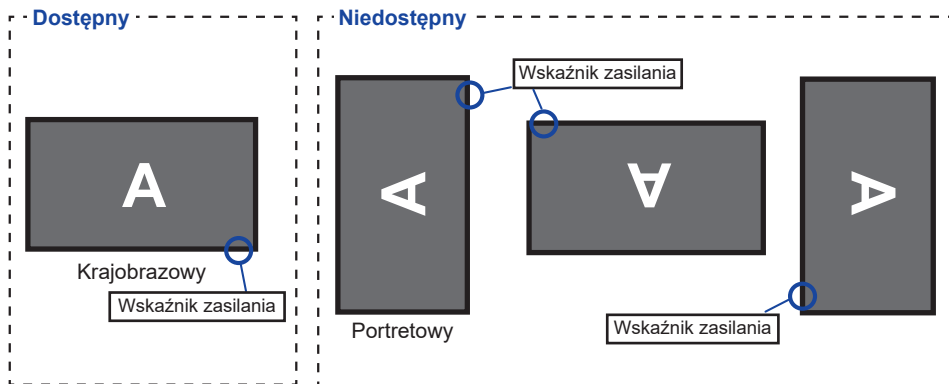 Dostępny
A
Krajobrazowy
Wskaźnik zasilania
Niedostępny
Wskaźnik zasilania
A
A
A
Portretowy
Wskaźnik zasilania